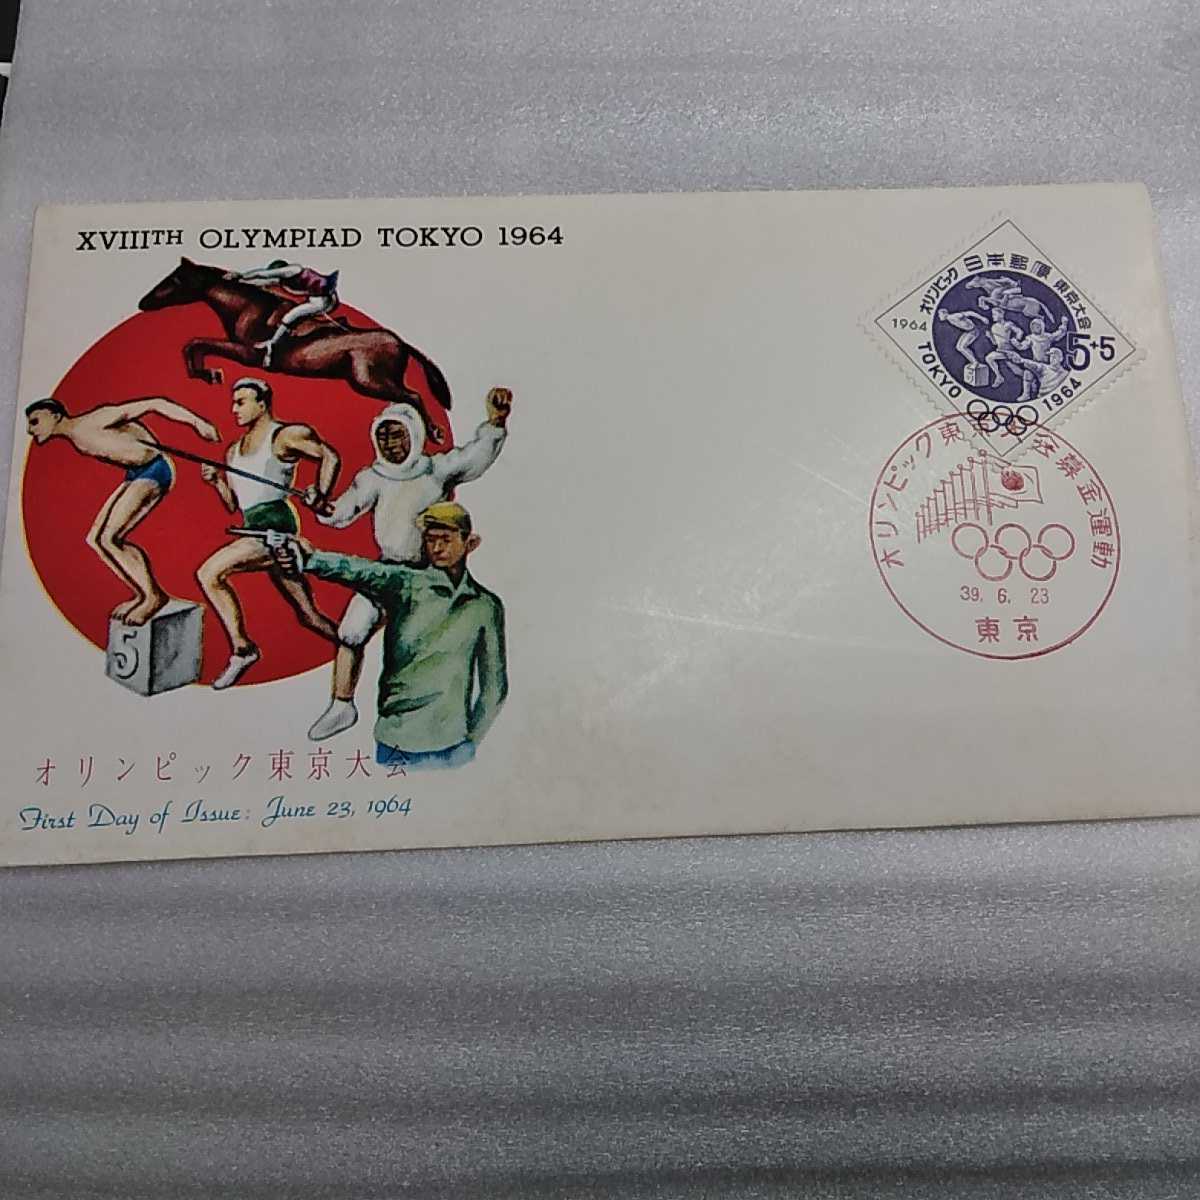 XVIIITH OLYMPIAD TOKYO 1964
オリンピック 日本郵便 東京大会
1964
TOKYO
5+5
1964
5
オリンピック東 募金運動
39. 6. 23
東京
5
オリンピック東京大会
First Day of Issue: June 23, 1964